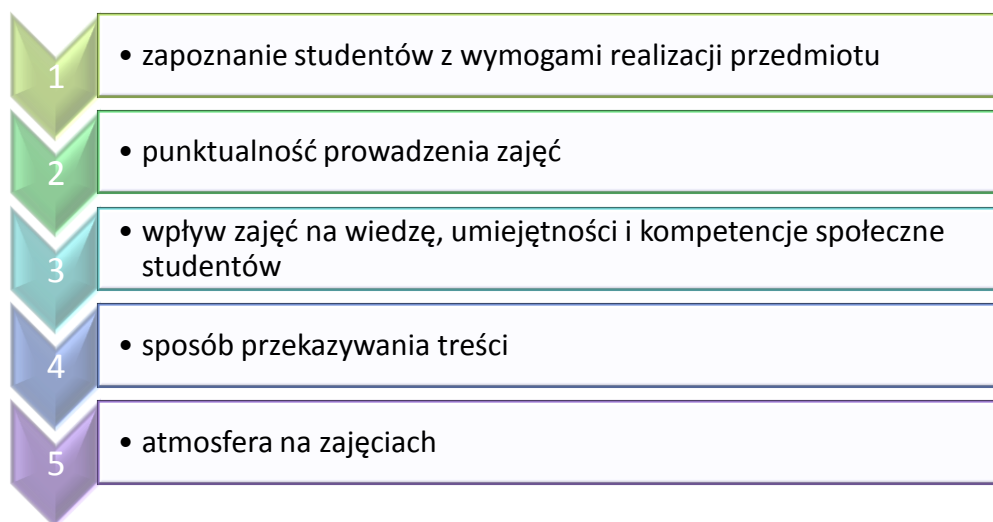 1
• zapoznanie studentów z wymogami realizacji przedmiotu
2
• punktualność prowadzenia zajęć
3
• wpływ zajęć na wiedzę, umiejętności i kompetencje społeczne
studentów
4
• sposób przekazywania treści
5
• atmosfera na zajęciach